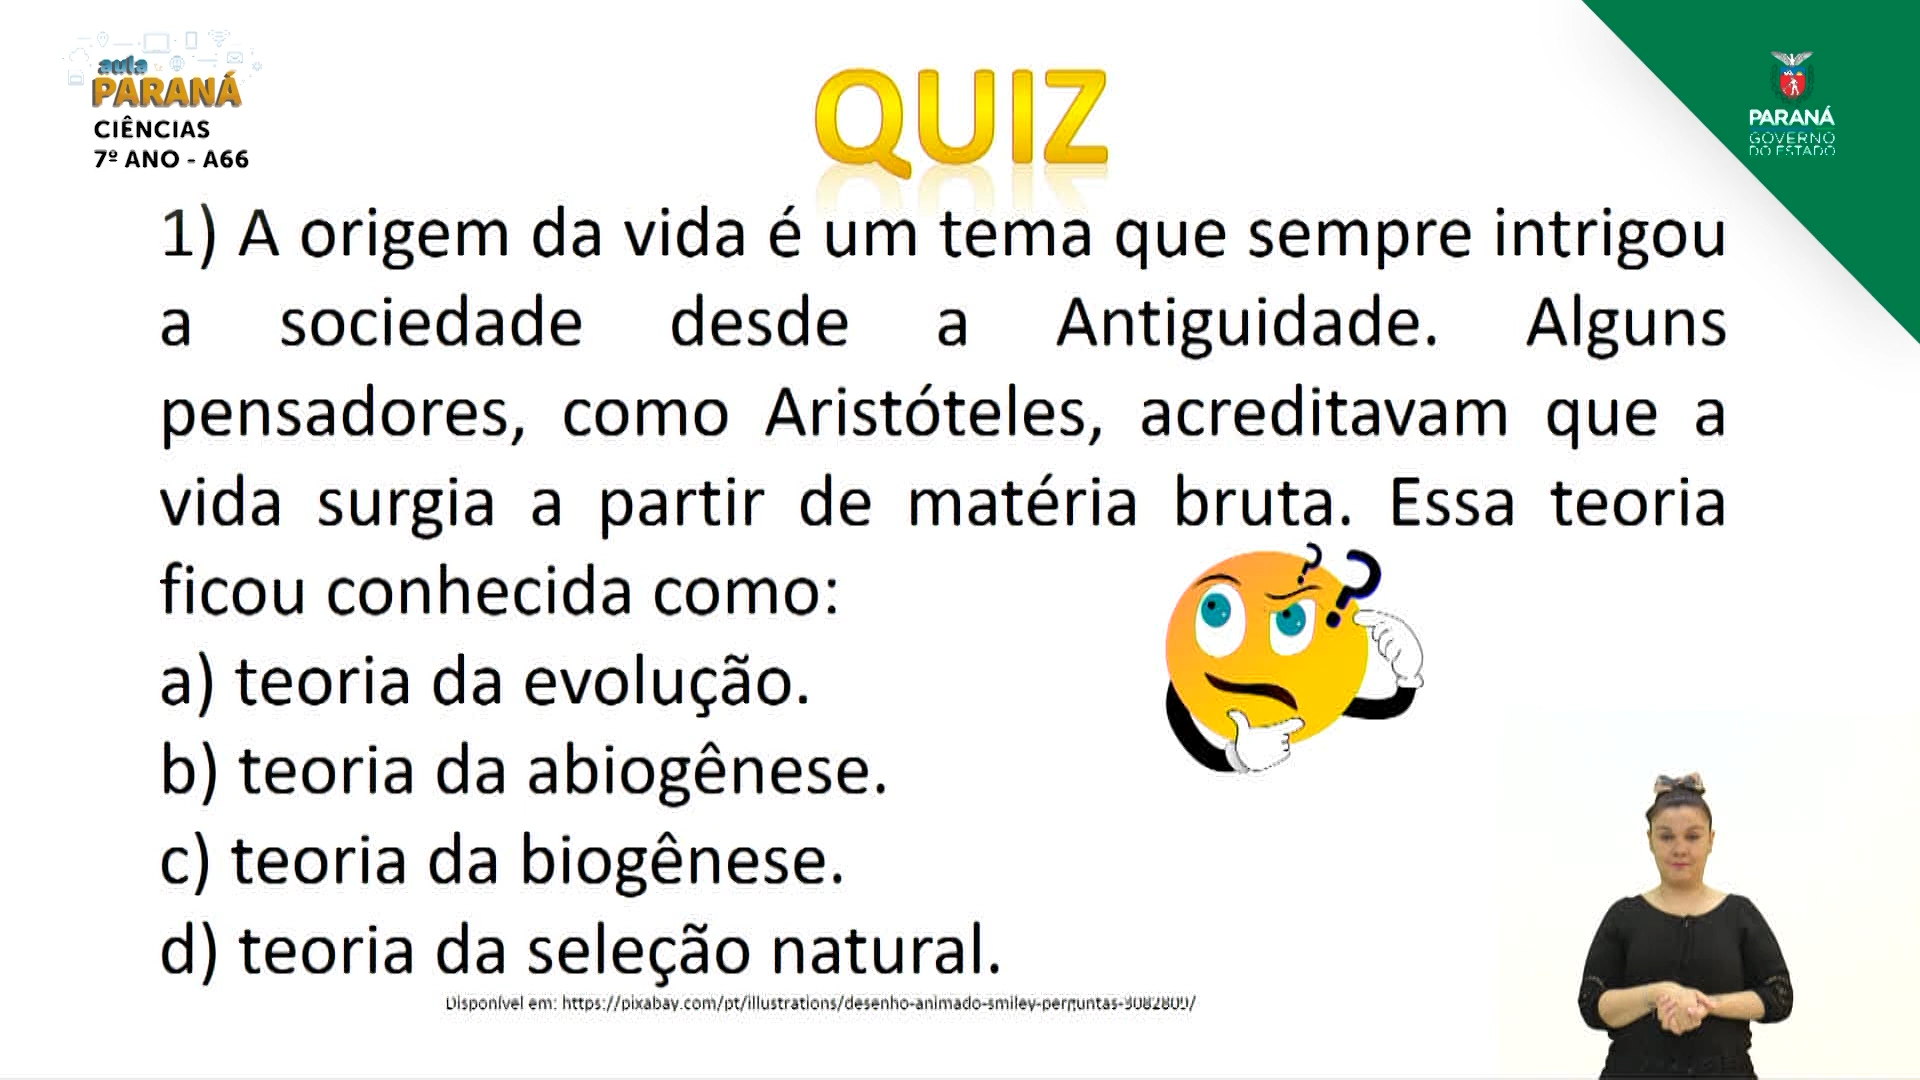 aula
PARANÁ
CIÊNCIAS
7º ANO - A66
QUIZ
PARANÁ
GOVERNO
DO ESTADO
1) A origem da vida é um tema que sempre intrigou
a sociedade desde a Antiguidade. Alguns
pensadores, como Aristóteles, acreditavam que a
vida surgia a partir de matéria bruta. Essa teoria
ficou conhecida como:
a) teoria da evolução.
b) teoria da abiogênese.
c) teoria da biogênese.
d) teoria da seleção natural.
Disponível em: https://pixabay.com/pt/illustrations/desenho-animado-smiley-perguntas-3082809/